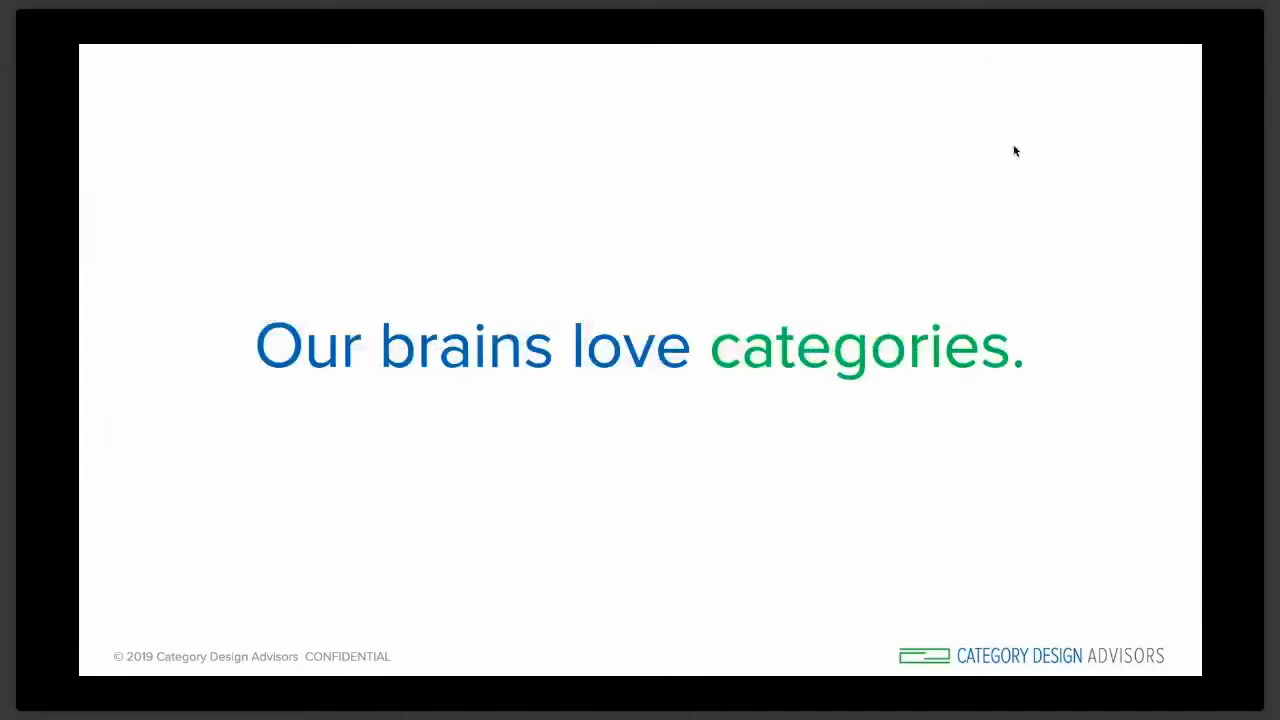 Our brains love categories.
© 2019 Category Design Advisors CONFIDENTIAL
CATEGORY DESIGN ADVISORS